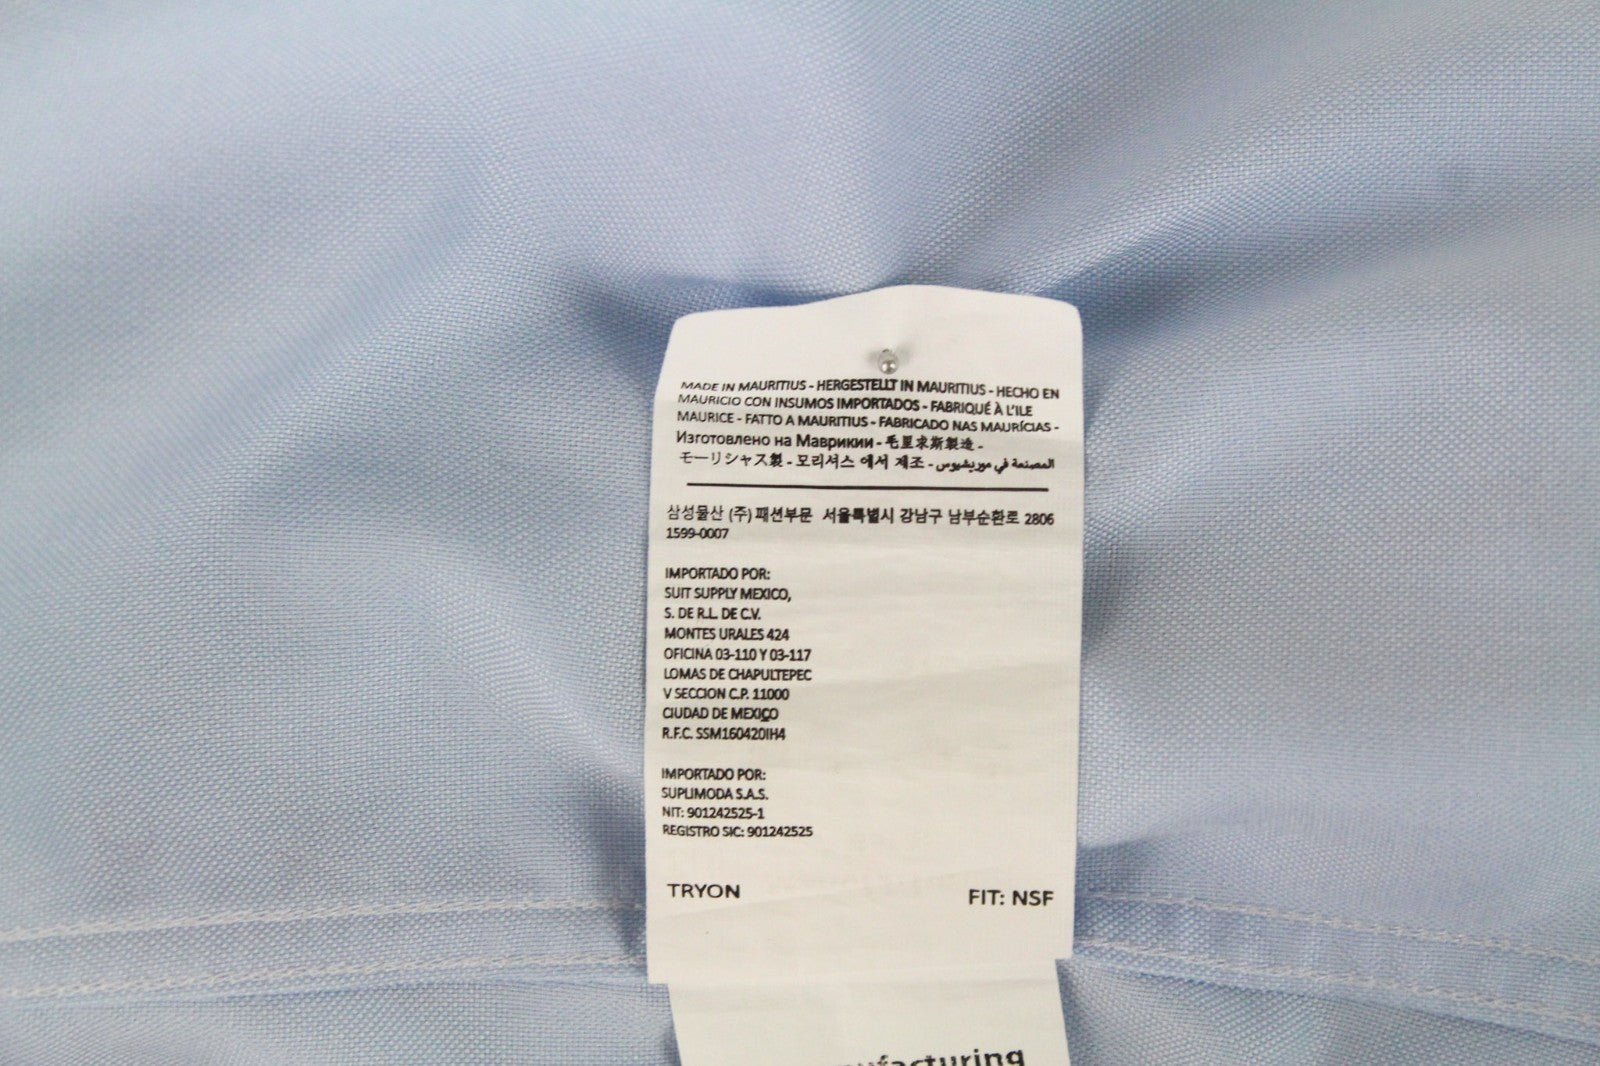 MADE IN MAURITIUS - HERGESTELLT IN MAURITIUS - HECHO EN
MAURICIO CON INSUMOS IMPORTADOS - FABRIQUÉ À L'ILE
MAURICE - FATTO A MAURITIUS - FABRICADO NAS MAURÍCIAS -
Изготовлено на Маврикии - 毛里求斯製造 -
モーリシャス製 - 모리셔스 에서 제조 - المصنعة في موريشيوس
삼성물산 (주) 패션부문 서울특별시 강남구 남부순환로 2806
1599-0007
IMPORTADO POR:
SUIT SUPPLY MEXICO,
S. DE R.L. DE C.V.
MONTES URALES 424
OFICINA 03-110 Y 03-117
LOMAS DE CHAPULTEPEC
V SECCION C.P. 11000
CIUDAD DE MEXICO
R.F.C. SSM160420IH4
IMPORTADO POR:
SUPLIMODA S.A.S.
NIT: 901242525-1
REGISTRO SIC: 901242525
TRYON FIT: NSF